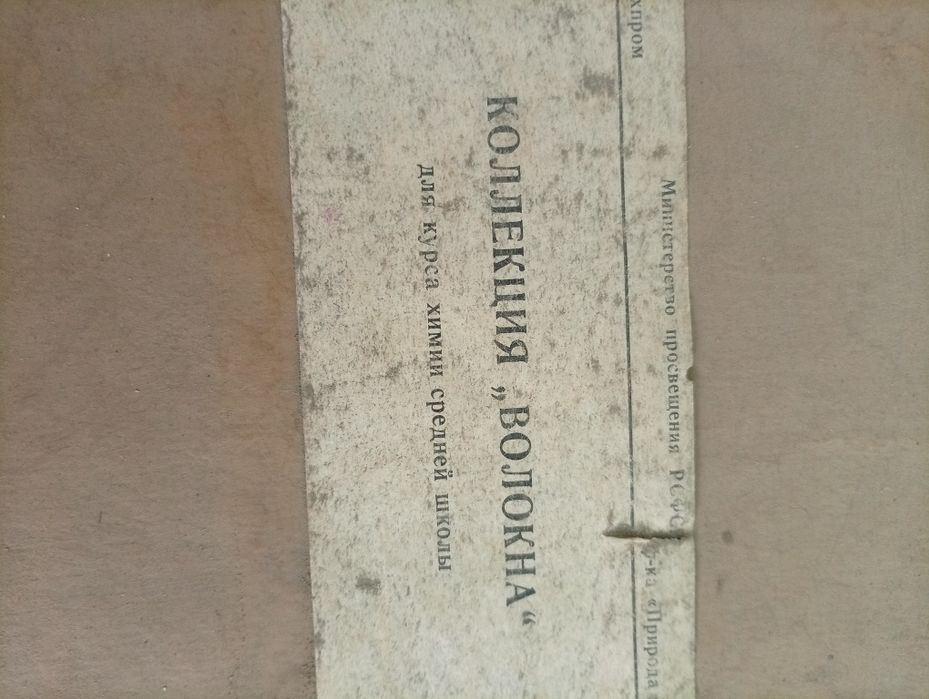 Министерство просвещения РСФСР
хпром
ка «Природа
КОЛЛЕКЦИЯ „ВОЛОКНА“
для курса химии средней школы